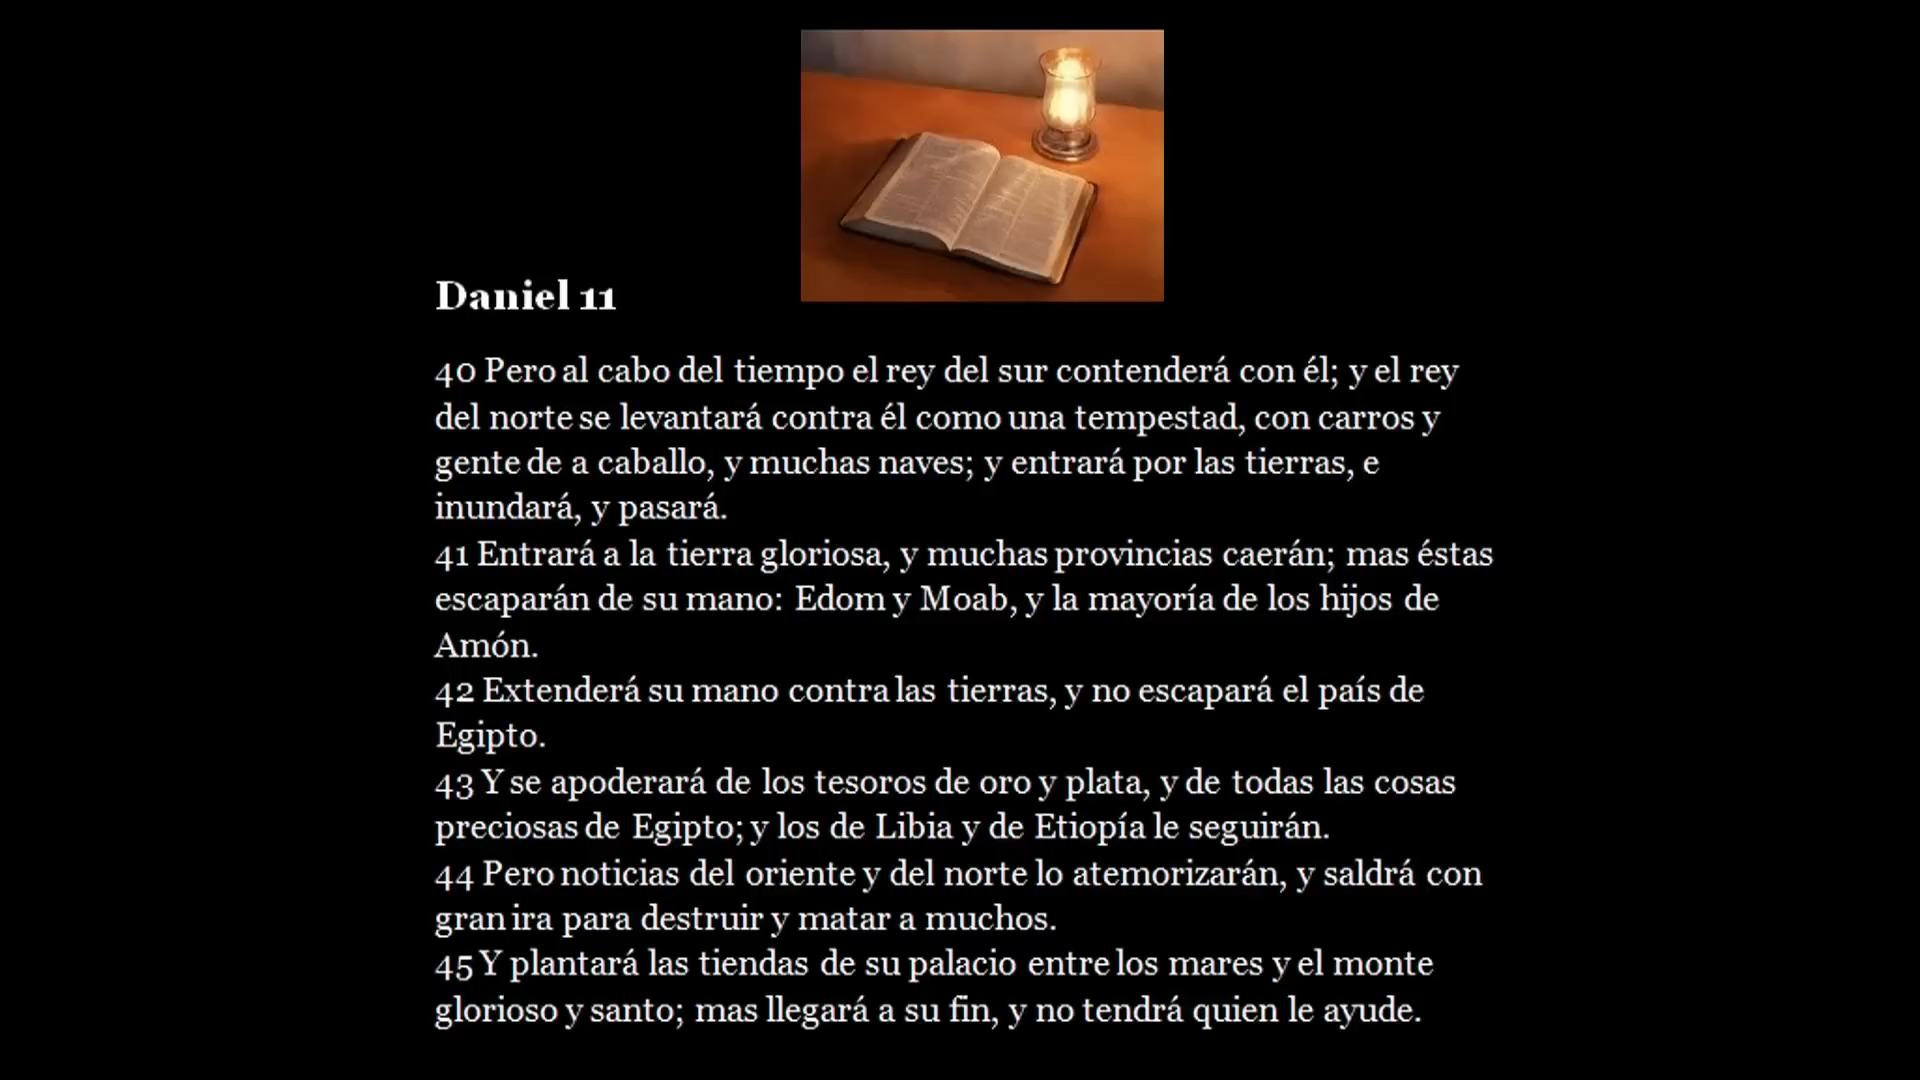 Daniel 11
40 Pero al cabo del tiempo el rey del sur contenderá con él; y el rey
del norte se levantará contra él como una tempestad, con carros y
gente de a caballo, y muchas naves; y entrará por las tierras, e
inundará, y pasará.
41 Entrará a la tierra gloriosa, y muchas provincias caerán; mas éstas
escaparán de su mano: Edom y Moab, y la mayoría de los hijos de
Amón.
42 Extenderá su mano contra las tierras, y no escapará el país de
Egipto.
43 Y se apoderará de los tesoros de oro y plata, y de todas las cosas
preciosas de Egipto; y los de Libia y de Etiopía le seguirán.
44 Pero noticias del oriente y del norte lo atemorizarán, y saldrá con
gran ira para destruir y matar a muchos.
45 Y plantará las tiendas de su palacio entre los mares y el monte
glorioso y santo; mas llegará a su fin, y no tendrá quien le ayude.